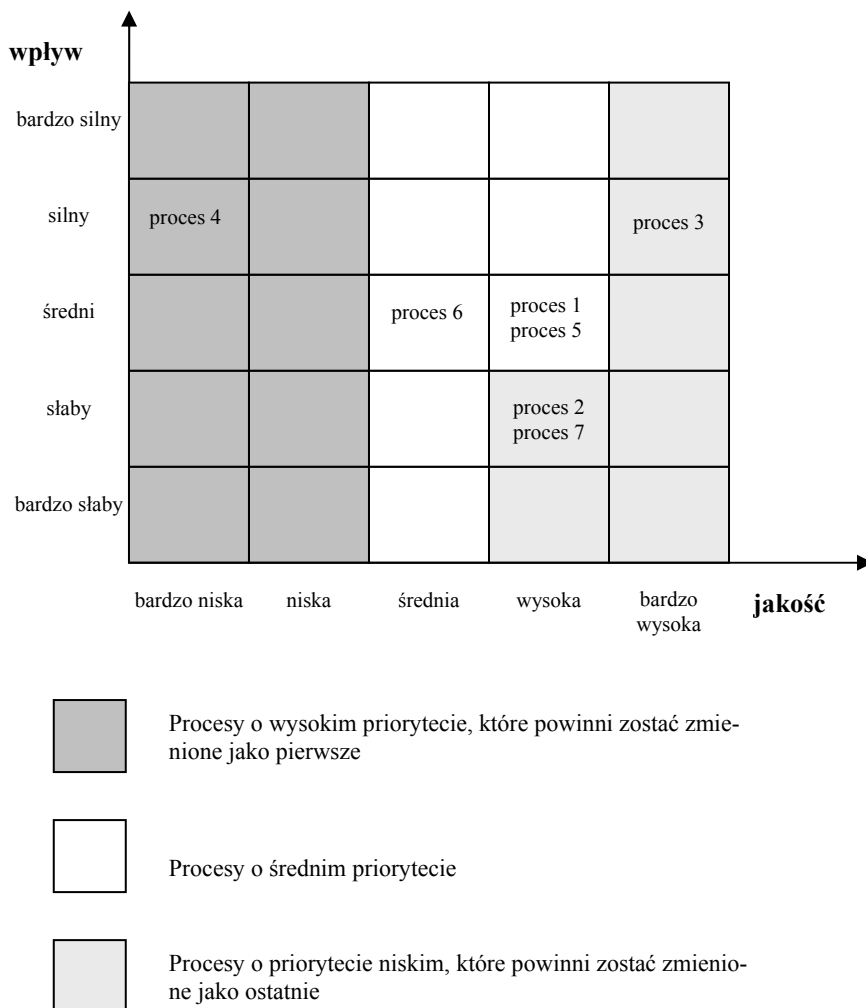 wpływ
bardzo silny
silny
proces 4
proces 3
średni
proces 6
proces 1
proces 5
słaby
proces 2
proces 7
bardzo słaby
bardzo niska
niska
średnia
wysoka
bardzo
wysoka
jakość
Procesy o wysokim priorytecie, które powinni zostać zmie-
nione jako pierwsze
Procesy o średnim priorytecie
Procesy o priorytecie niskim, które powinni zostać zmienio-
ne jako ostatnie